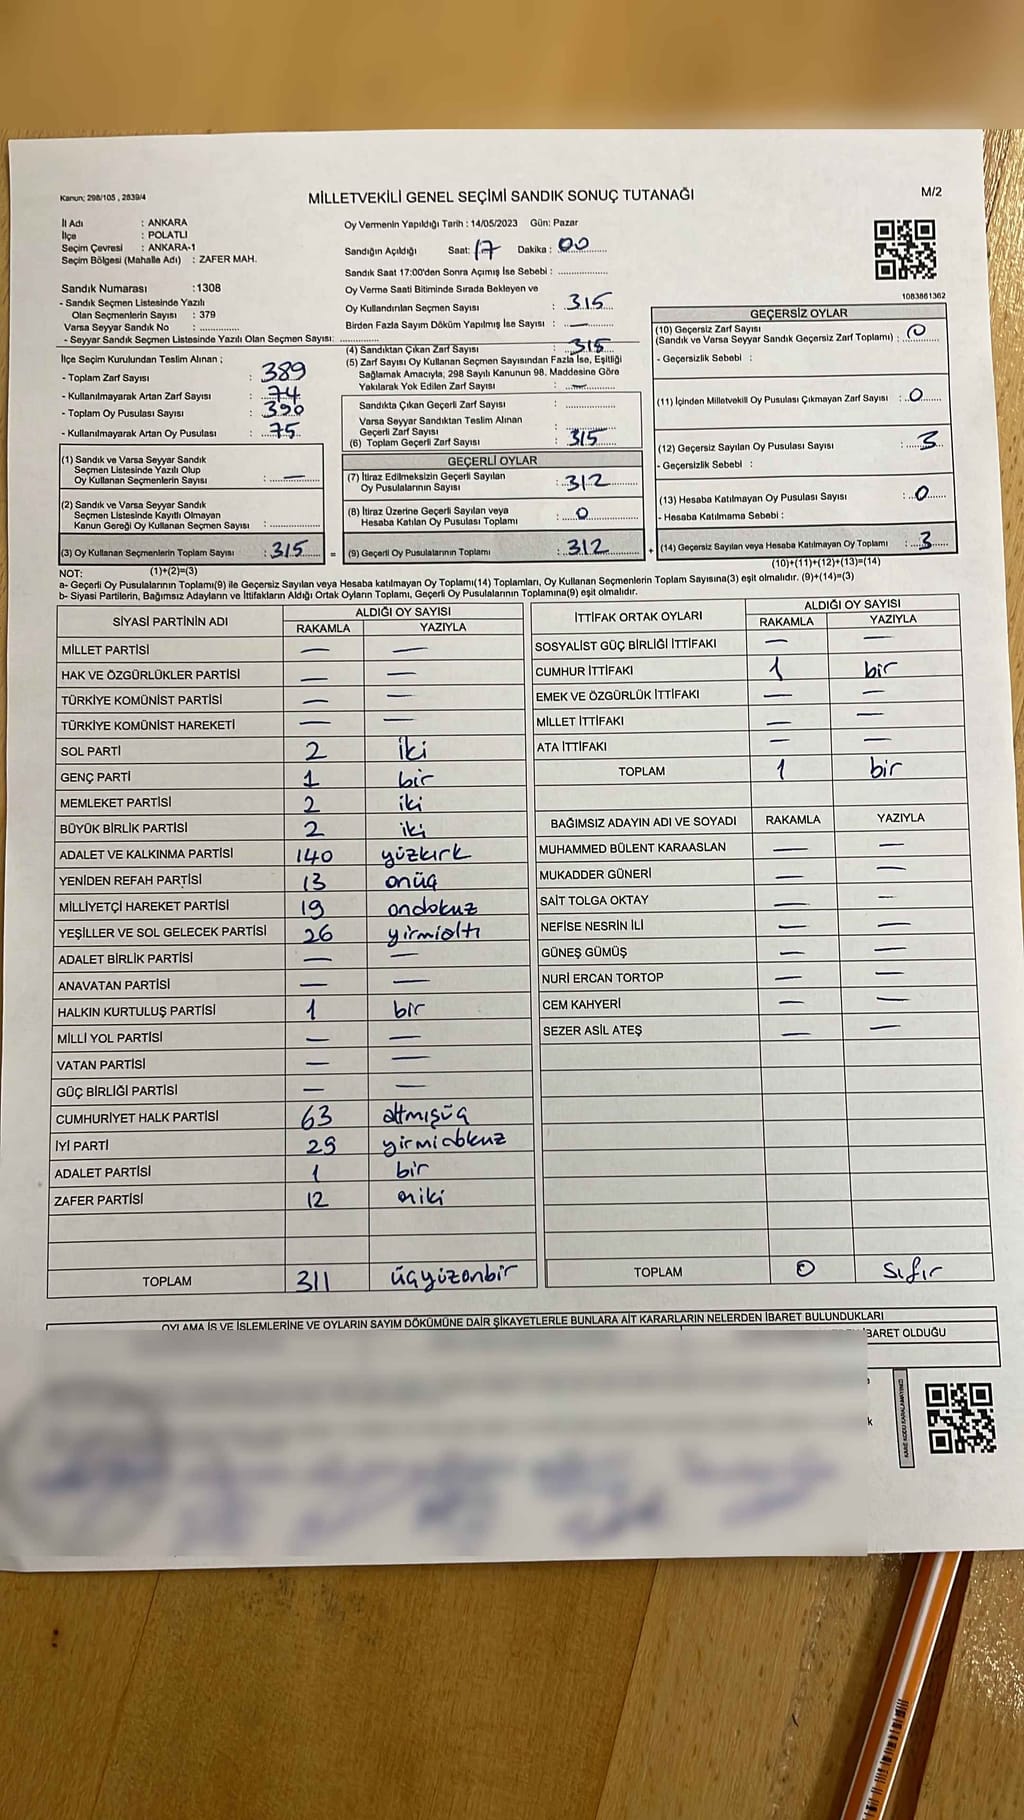 Kanun; 298/105 , 2839/4
MİLLETVEKİLİ GENEL SEÇİMİ SANDIK SONUÇ TUTANAĞI
M/2
İl Adı : ANKARA
İlçe : POLATLI
Seçim Çevresi : ANKARA-1
Seçim Bölgesi (Mahalle Adı) : ZAFER MAH.
Sandık Numarası :1308
- Sandık Seçmen Listesinde Yazılı
Olan Seçmenlerin Sayısı : 379
Varsa Seyyar Sandık No : ..............
- Seyyar Sandık Seçmen Listesinde Yazılı Olan Seçmen Sayısı: ..............
Oy Vermenin Yapıldığı Tarih : 14/05/2023 Gün: Pazar
Sandığın Açıldığı Saat: 17 Dakika : 00
Sandık Saat 17:00'den Sonra Açımış İse Sebebi : ..............
Oy Verme Saati Bitiminde Sırada Bekleyen ve
Oy Kullandırılan Seçmen Sayısı : 315
Birden Fazla Sayım Döküm Yapılmış İse Sayısı : —
1083861362
İlçe Seçim Kurulundan Teslim Alınan ;
- Toplam Zarf Sayısı : 389
- Kullanılmayarak Artan Zarf Sayısı : 74
- Toplam Oy Pusulası Sayısı : 390
- Kullanılmayarak Artan Oy Pusulası : 75
(1) Sandık ve Varsa Seyyar Sandık
Seçmen Listesinde Yazılı Olup
Oy Kullanan Seçmenlerin Sayısı : —
(2) Sandık ve Varsa Seyyar Sandık
Seçmen Listesinde Kayıtlı Olmayan
Kanun Gereği Oy Kullanan Seçmen Sayısı : ..............
(3) Oy Kullanan Seçmenlerin Toplam Sayısı : 315 =
(1)+(2)=(3)
(4) Sandıktan Çıkan Zarf Sayısı : 315
(5) Zarf Sayısı Oy Kullanan Seçmen Sayısından Fazla İse, Eşitliği
Sağlamak Amacıyla, 298 Sayılı Kanunun 98. Maddesine Göre
Yakılarak Yok Edilen Zarf Sayısı : —
Sandıkta Çıkan Geçerli Zarf Sayısı : ..............
Varsa Seyyar Sandıktan Teslim Alınan
Geçerli Zarf Sayısı : ..............
(6) Toplam Geçerli Zarf Sayısı : 315
GEÇERLİ OYLAR
(7) İtiraz Edilmeksizin Geçerli Sayılan
Oy Pusulalarının Sayısı : 312
(8) İtiraz Üzerine Geçerli Sayılan veya
Hesaba Katılan Oy Pusulası Toplamı : 0
(9) Geçerli Oy Pusulalarının Toplamı : 312 +
GEÇERSİZ OYLAR
(10) Geçersiz Zarf Sayısı
(Sandık ve Varsa Seyyar Sandık Geçersiz Zarf Toplamı) : 0
- Geçersizlik Sebebi :
(11) İçinden Milletvekili Oy Pusulası Çıkmayan Zarf Sayısı : 0
(12) Geçersiz Sayılan Oy Pusulası Sayısı : 3
- Geçersizlik Sebebi :
(13) Hesaba Katılmayan Oy Pusulası Sayısı : 0
- Hesaba Katılmama Sebebi :
(14) Geçersiz Sayılan veya Hesaba Katılmayan Oy Toplamı : 3
(10)+(11)+(12)+(13)=(14)
NOT:
a- Geçerli Oy Pusulalarının Toplamı(9) ile Geçersiz Sayılan veya Hesaba katılmayan Oy Toplamı(14) Toplamları, Oy Kullanan Seçmenlerin Toplam Sayısına(3) eşit olmalıdır. (9)+(14)=(3)
b- Siyasi Partilerin, Bağımsız Adayların ve İttifakların Aldığı Ortak Oyların Toplamı, Geçerli Oy Pusulalarının Toplamına(9) eşit olmalıdır.
SİYASİ PARTİNİN ADI ALDIĞI OY SAYISI
RAKAMLA YAZIYLA
MİLLET PARTİSİ — —
HAK VE ÖZGÜRLÜKLER PARTİSİ — —
TÜRKİYE KOMÜNİST PARTİSİ — —
TÜRKİYE KOMÜNİST HAREKETİ — —
SOL PARTİ 2 iki
GENÇ PARTİ 1 bir
MEMLEKET PARTİSİ 2 iki
BÜYÜK BİRLİK PARTİSİ 2 iki
ADALET VE KALKINMA PARTİSİ 140 yüzkırk
YENİDEN REFAH PARTİSİ 13 onüç
MİLLİYETÇİ HAREKET PARTİSİ 19 ondokuz
YEŞİLLER VE SOL GELECEK PARTİSİ 26 yirmialtı
ADALET BİRLİK PARTİSİ — —
ANAVATAN PARTİSİ — —
HALKIN KURTULUŞ PARTİSİ 1 bir
MİLLİ YOL PARTİSİ — —
VATAN PARTİSİ — —
GÜÇ BİRLİĞİ PARTİSİ — —
CUMHURİYET HALK PARTİSİ 63 altmışüç
İYİ PARTİ 29 yirmidokuz
ADALET PARTİSİ 1 bir
ZAFER PARTİSİ 12 oniki
TOPLAM 311 üçyüzonbir
İTTİFAK ORTAK OYLARI ALDIĞI OY SAYISI
RAKAMLA YAZIYLA
SOSYALİST GÜÇ BİRLİĞİ İTTİFAKI — —
CUMHUR İTTİFAKI 1 bir
EMEK VE ÖZGÜRLÜK İTTİFAKI — —
MİLLET İTTİFAKI — —
ATA İTTİFAKI — —
TOPLAM 1 bir
BAĞIMSIZ ADAYIN ADI VE SOYADI RAKAMLA YAZIYLA
MUHAMMED BÜLENT KARAASLAN — —
MUKADDER GÜNERİ — —
SAİT TOLGA OKTAY — —
NEFİSE NESRİN İLİ — —
GÜNEŞ GÜMÜŞ — —
NURİ ERCAN TORTOP — —
CEM KAHYERİ — —
SEZER ASİL ATEŞ — —
TOPLAM 0 sıfır
OYLAMA İŞ VE İŞLEMLERİNE VE OYLARIN SAYIM DÖKÜMÜNE DAİR ŞİKAYETLERLE BUNLARA AİT KARARLARIN NELERDEN İBARET BULUNDUKLARI
İBARET OLDUĞU
KARE KODU KARALAMAYINIZ